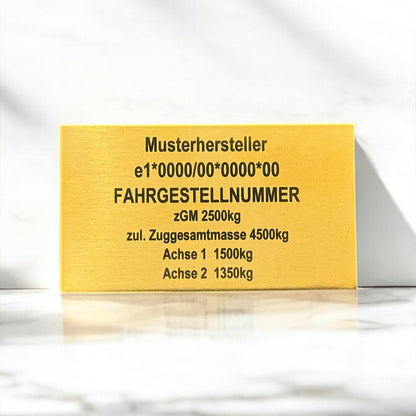 Musterhersteller
e1*0000/00*0000*00
FAHRGESTELLNUMMER
zGM 2500kg
zul. Zuggesamtmasse 4500kg
Achse 1 1500kg
Achse 2 1350kg